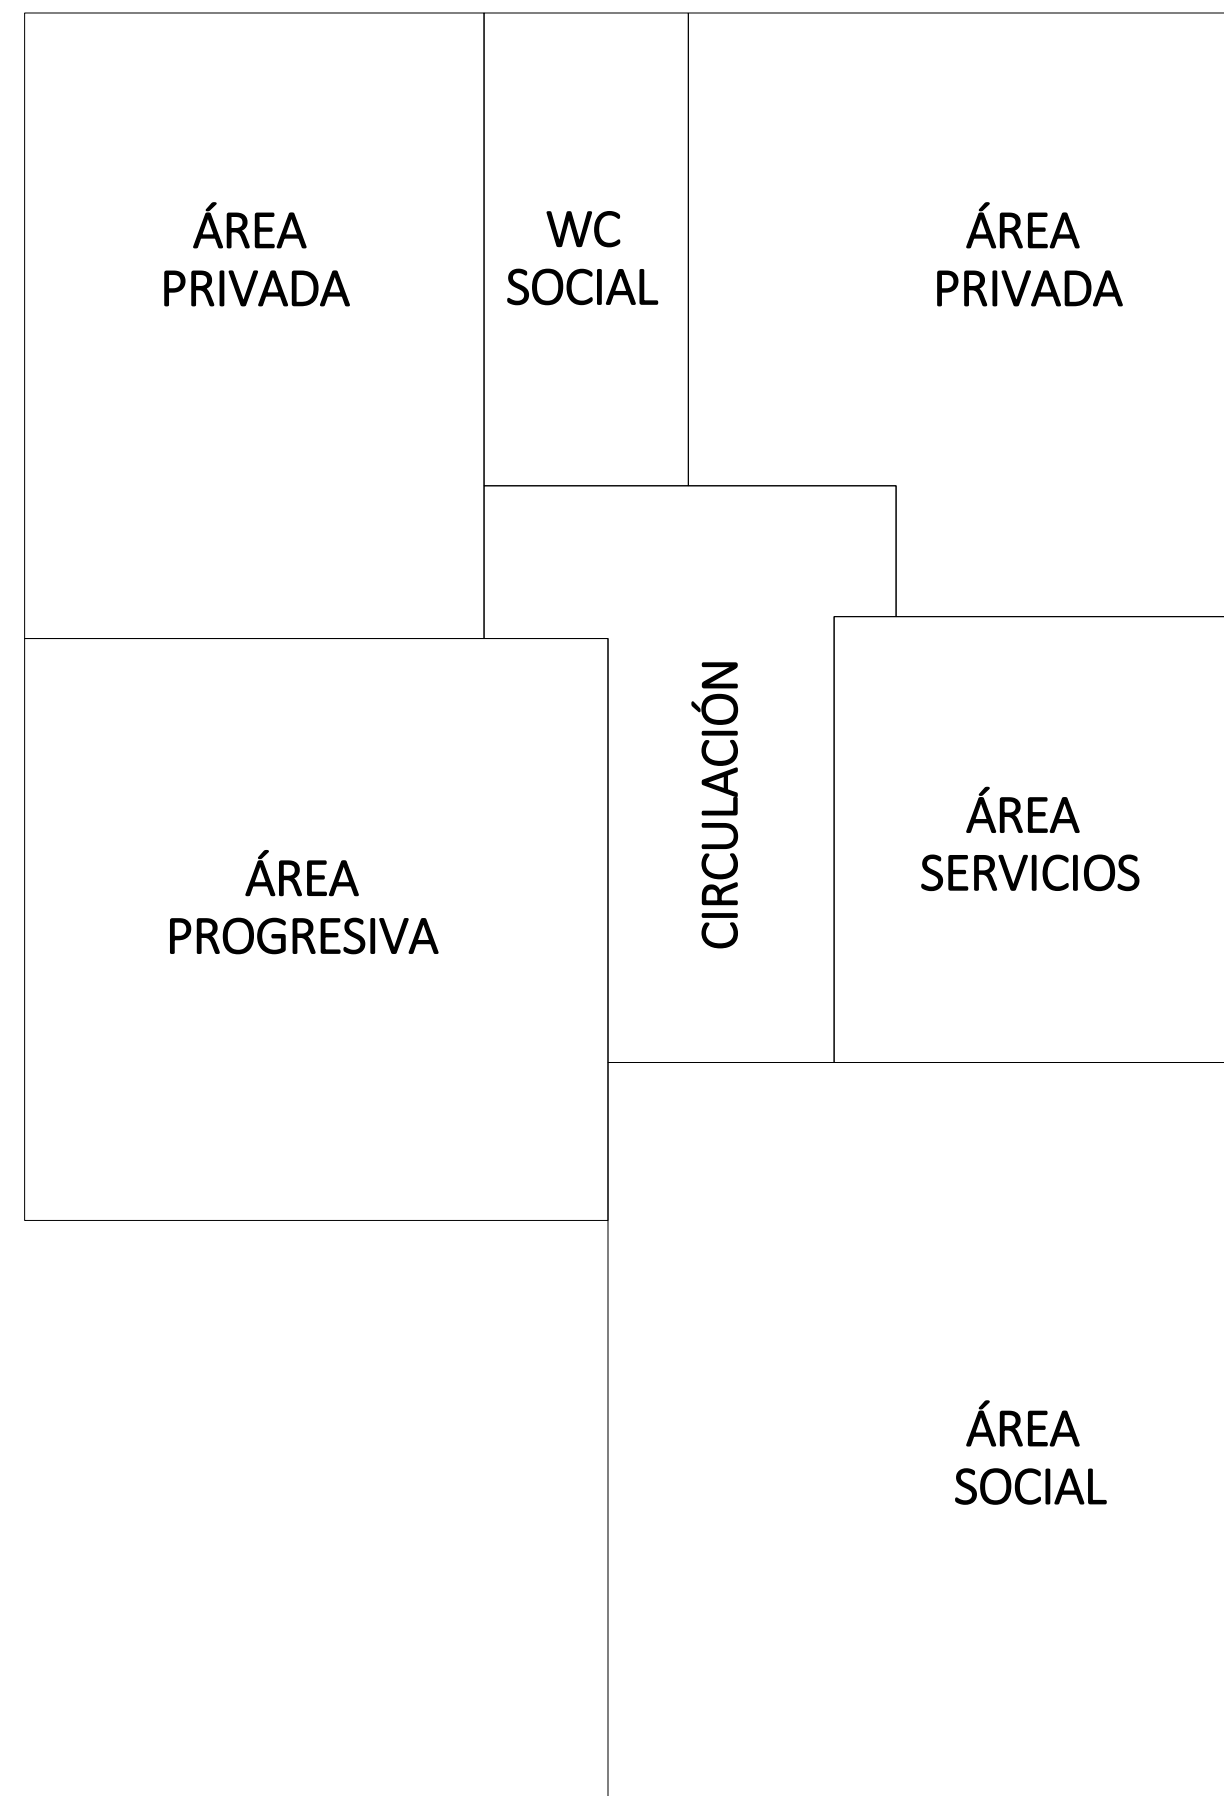 ÁREA
PRIVADA
WC
SOCIAL
ÁREA
PRIVADA
CIRCULACIÓN
ÁREA
SERVICIOS
ÁREA
PROGRESIVA
ÁREA
SOCIAL